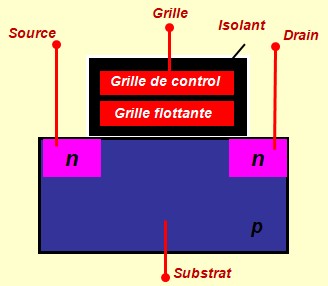 Grille
Isolant
Source
Drain
Grille de control
Grille flottante
n
n
p
Substrat